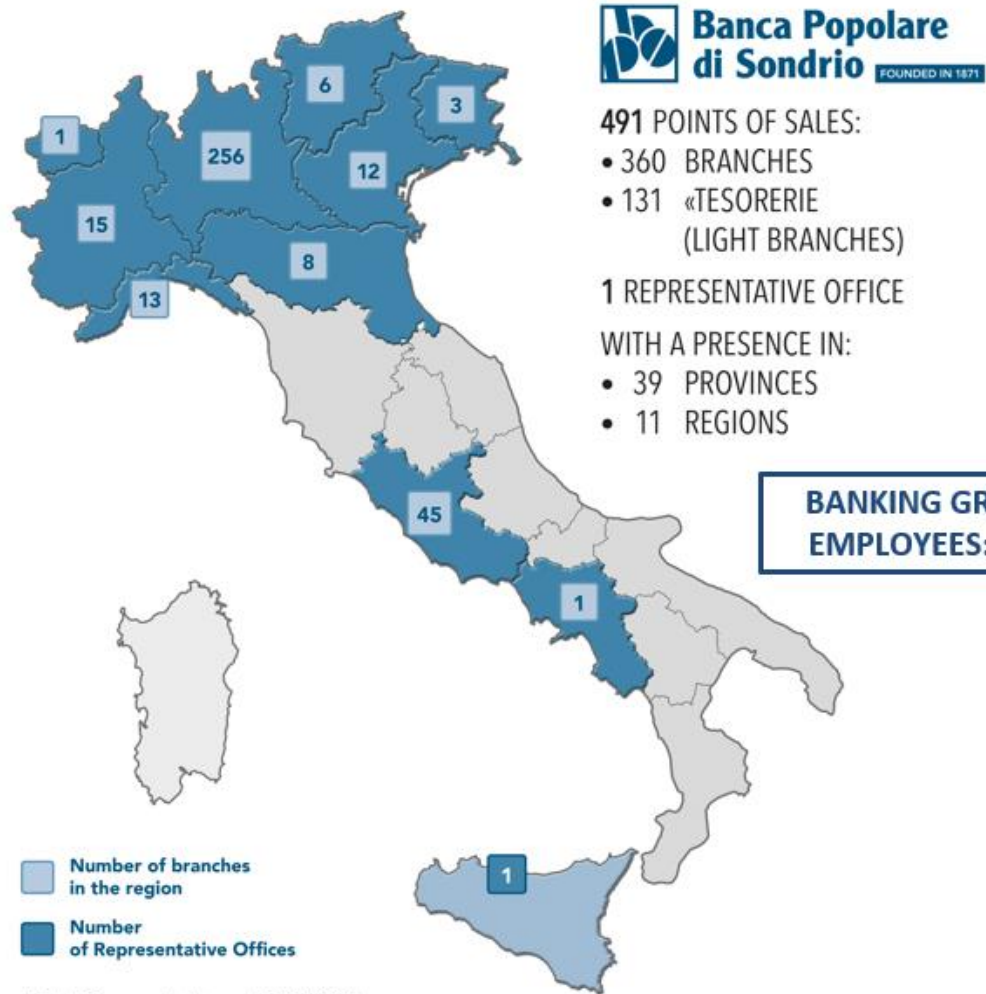 Banca Popolare
di Sondrio FOUNDED IN 1871
491 POINTS OF SALES:
• 360 BRANCHES
• 131 «TESORERIE
(LIGHT BRANCHES)
1 REPRESENTATIVE OFFICE
WITH A PRESENCE IN:
• 39 PROVINCES
• 11 REGIONS
BANKING GR
EMPLOYEES:
6
3
1
256
12
15
8
13
45
1
1
Number of branches
in the region
Number
of Representative Offices